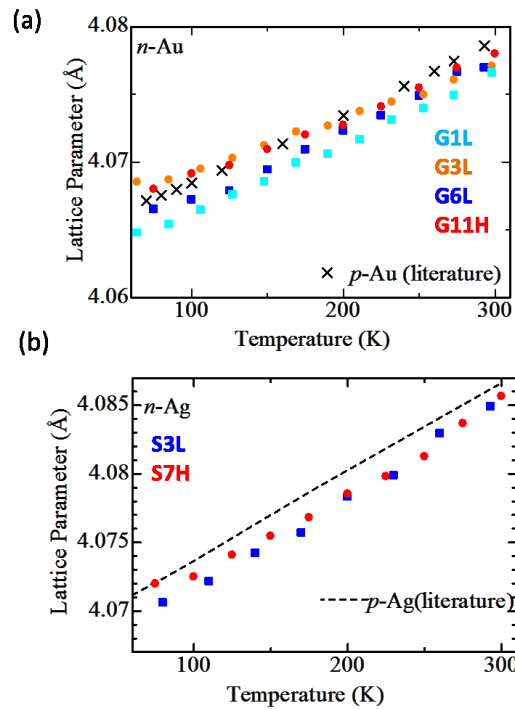 (a)
n-Au
4.08
4.07
4.06
Lattice Parameter (Å)
G1L
G3L
G6L
G11H
× p-Au (literature)
100
200
300
Temperature (K)
(b)
n-Ag
S3L
S7H
4.085
4.08
4.075
4.07
Lattice Parameter (Å)
p-Ag(literature)
100
200
300
Temperature (K)